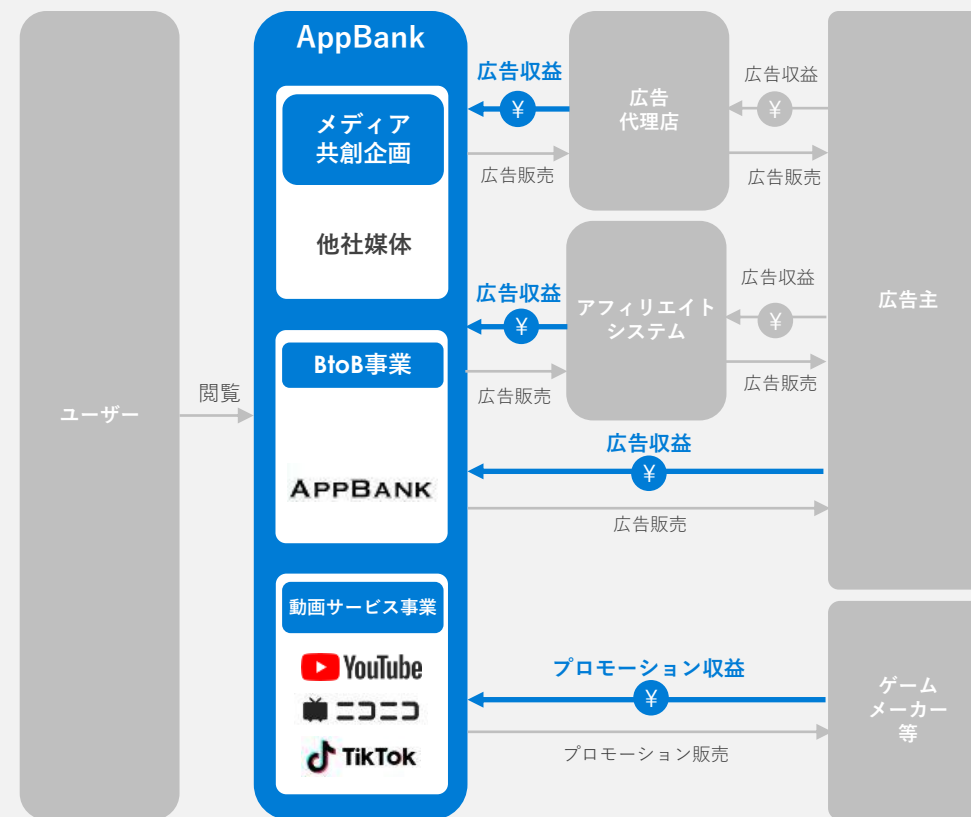 ユーザー
閲覧
AppBank
メディア
共創企画
他社媒体
BtoB事業
APPBANK
動画サービス事業
YouTube
ニコニコ
TikTok
広告収益
¥
広告販売
広告
代理店
広告収益
¥
広告販売
広告収益
¥
広告販売
アフィリエイト
システム
広告収益
¥
広告販売
広告収益
¥
広告販売
広告主
プロモーション収益
¥
プロモーション販売
ゲーム
メーカー
等